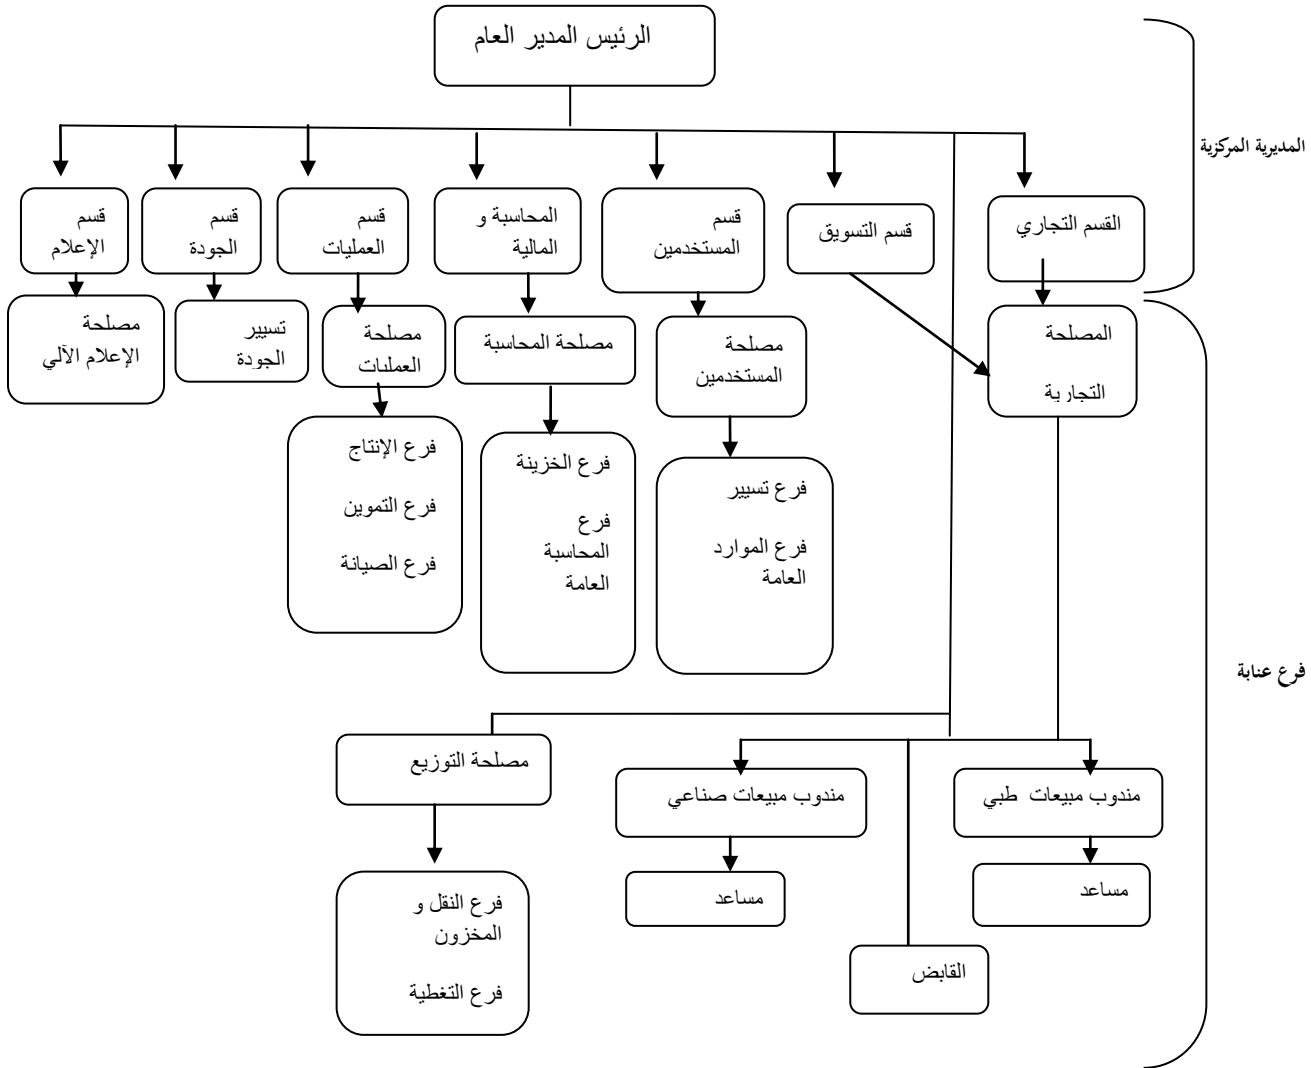 الرئيس المدير العام
المديرية المركزية
القسم التجاري
قسم التسويق
قسم
المستخدمين
المحاسبة و
المالية
قسم
العمليات
قسم
الجودة
قسم
الإعلام
المصلحة
التجارية
مصلحة
المستخدمين
مصلحة المحاسبة
مصلحة
العمليات
تسيير
الجودة
مصلحة
الإعلام الآلي
فرع تسيير
فرع الموارد
العامة
فرع الخزينة
فرع
المحاسبة
العامة
فرع الإنتاج
فرع التموين
فرع الصيانة
فرع عنابة
مندوب مبيعات طبي
مندوب مبيعات صناعي
مصلحة التوزيع
مساعد
مساعد
القابض
فرع النقل و
المخزون
فرع التغطية